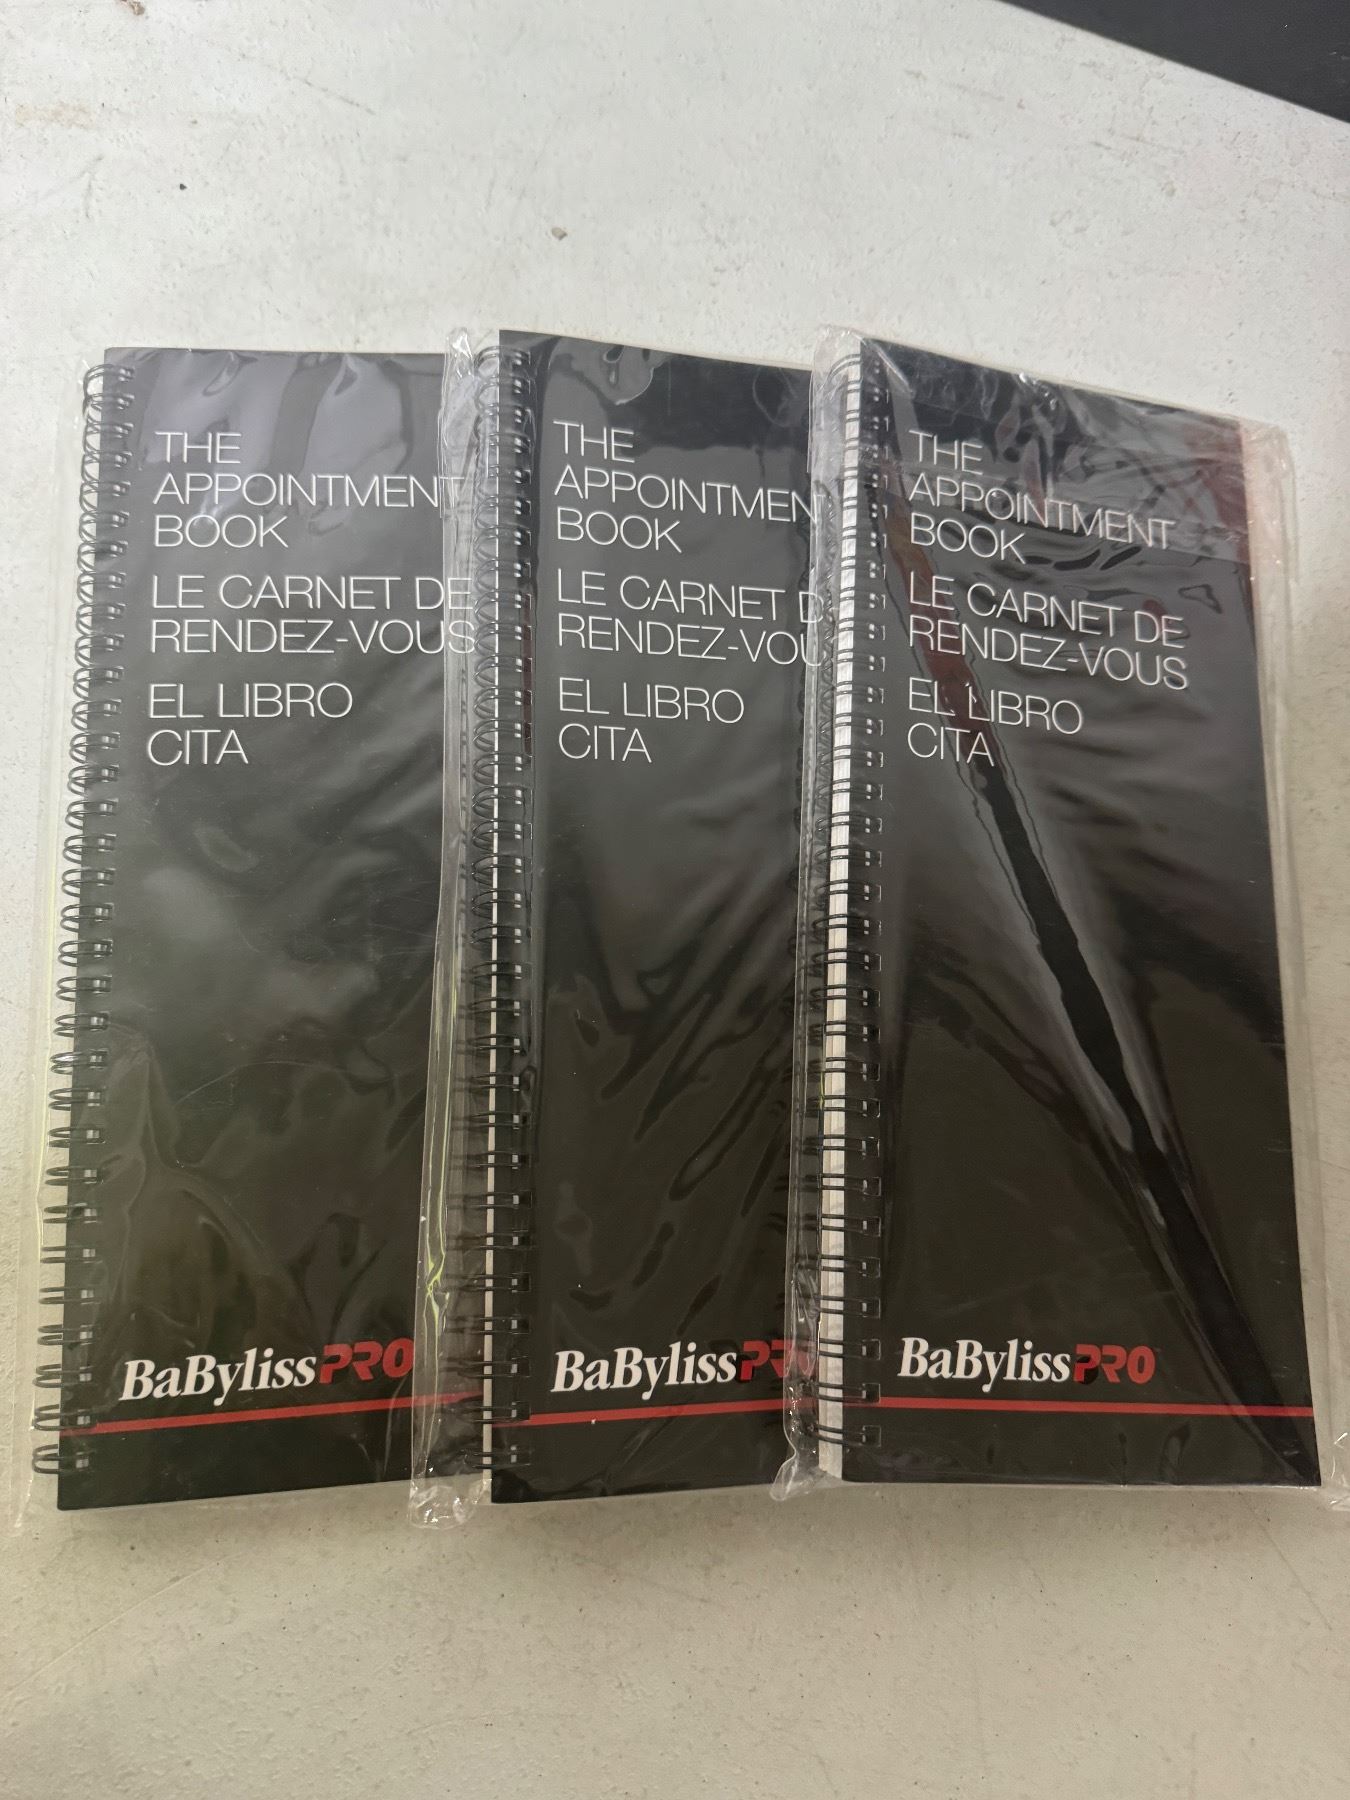 THE
APPOINTMENT
BOOK
LE CARNET DE
RENDEZ-VOUS
EL LIBRO
CITA
BaBylissPRO
THE
APPOINTMEN
BOOK
LE CARNET D
RENDEZ-VOU
EL LIBRO
CITA
BaBylissPRO
THE
APPOINTMENT
BOOK
LE CARNET DE
RENDEZ-VOUS
EL LIBRO
CITA
BaBylissPRO